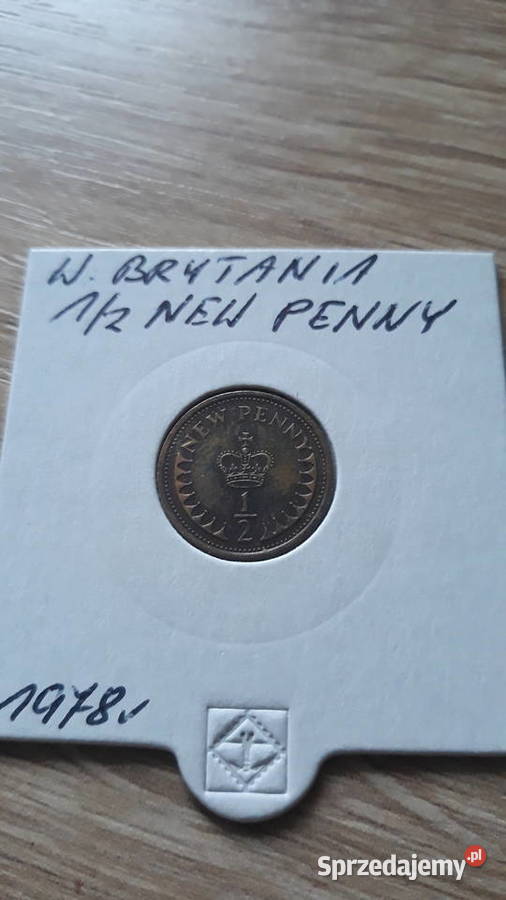 W. BRYTANIA
1/2 NEW PENNY
NEW PENNY
1
2
1978r
Sprzedajemy.pl